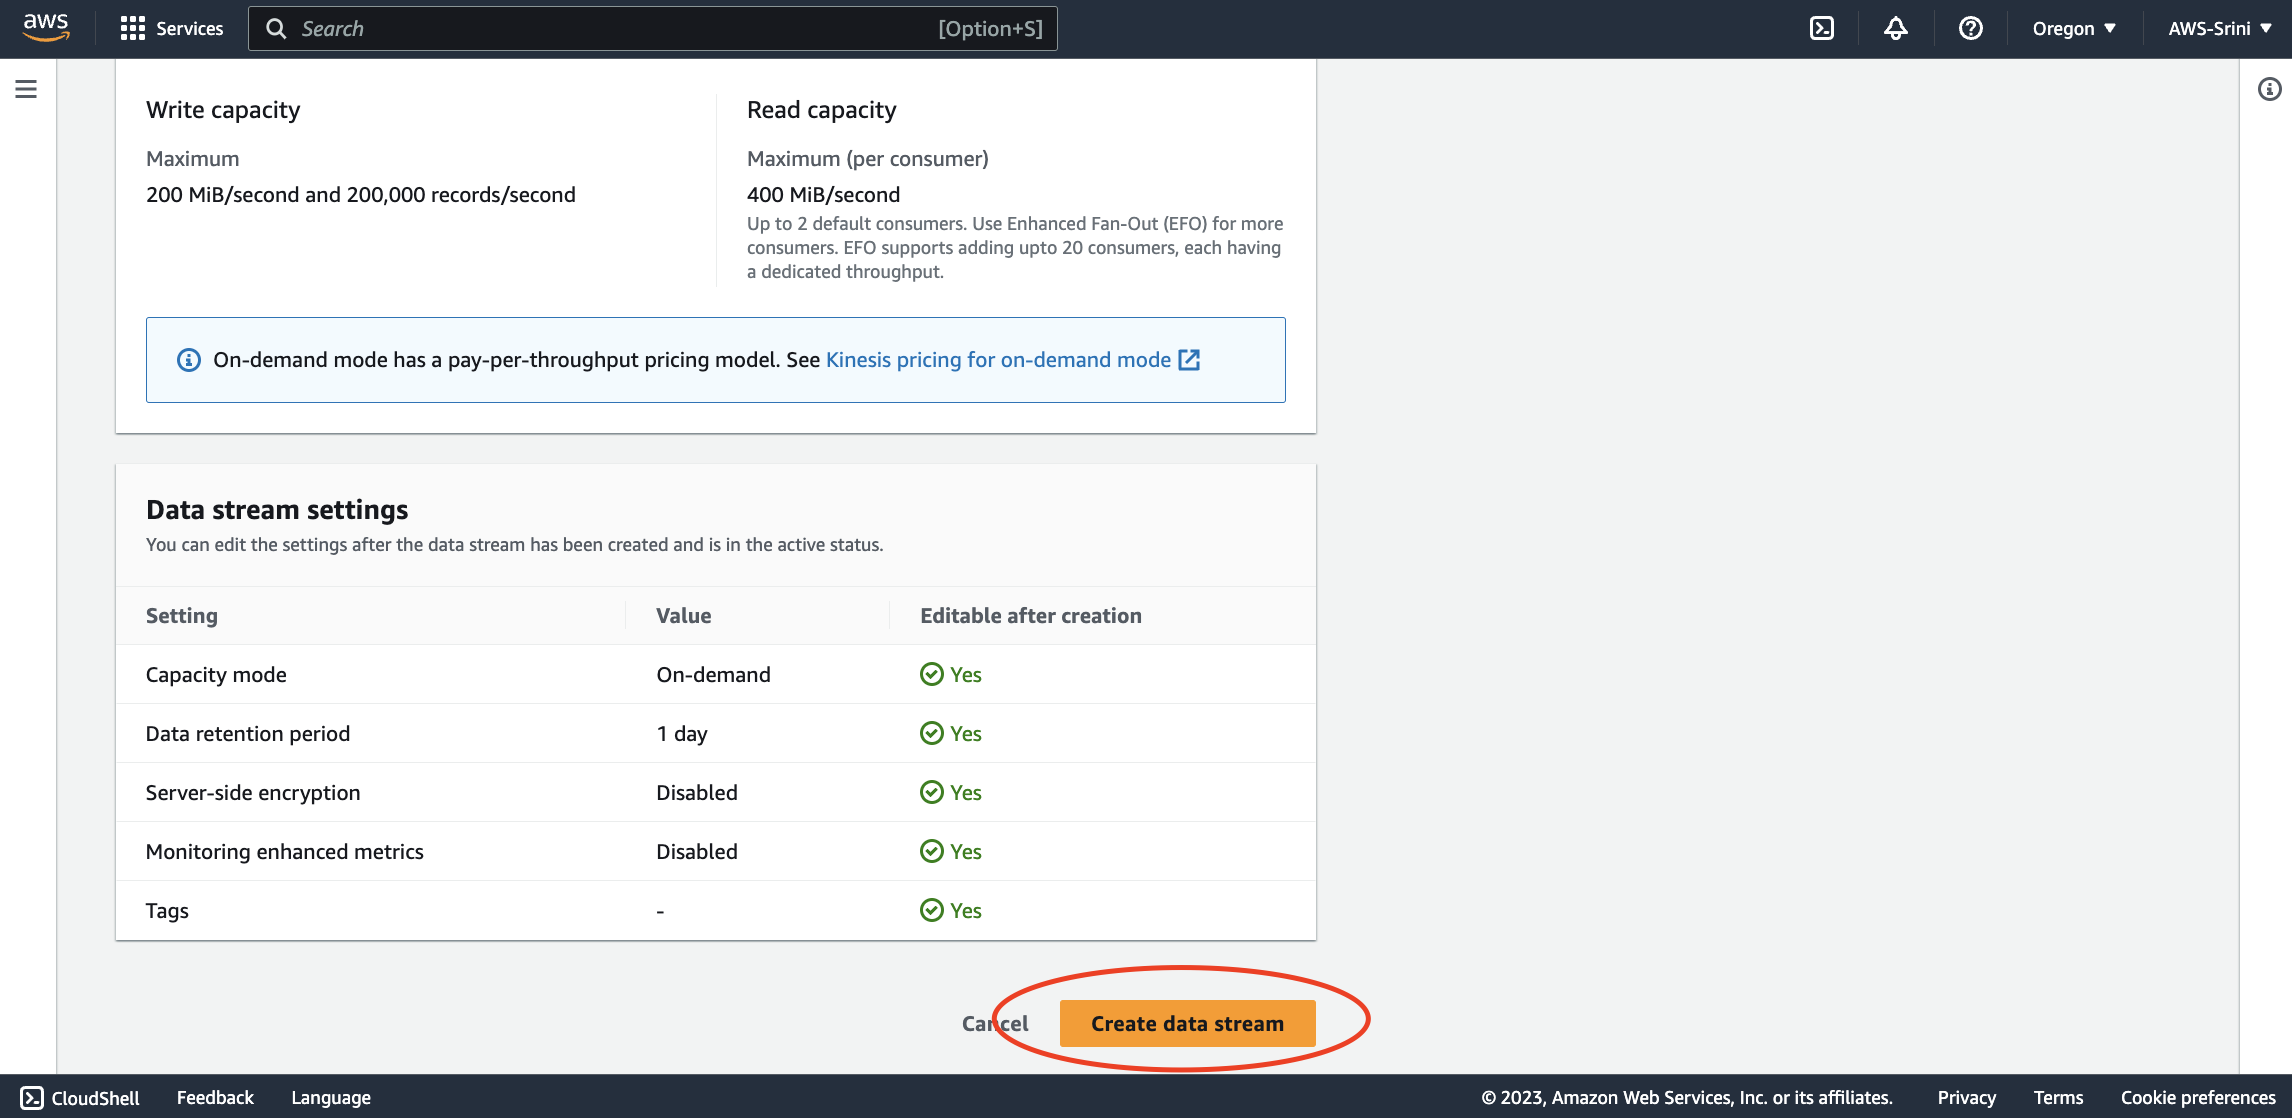 aws
Services
Search
[Option+S]
Oregon
AWS-Srini
Write capacity
Maximum
200 MiB/second and 200,000 records/second
Read capacity
Maximum (per consumer)
400 MiB/second
Up to 2 default consumers. Use Enhanced Fan-Out (EFO) for more
consumers. EFO supports adding upto 20 consumers, each having
a dedicated throughput.
On-demand mode has a pay-per-throughput pricing model. See Kinesis pricing for on-demand mode
Data stream settings
You can edit the settings after the data stream has been created and is in the active status.
Setting Value Editable after creation
Capacity mode On-demand Yes
Data retention period 1 day Yes
Server-side encryption Disabled Yes
Monitoring enhanced metrics Disabled Yes
Tags - Yes
Cancel
Create data stream
CloudShell
Feedback
Language
© 2023, Amazon Web Services, Inc. or its affiliates.
Privacy
Terms
Cookie preferences